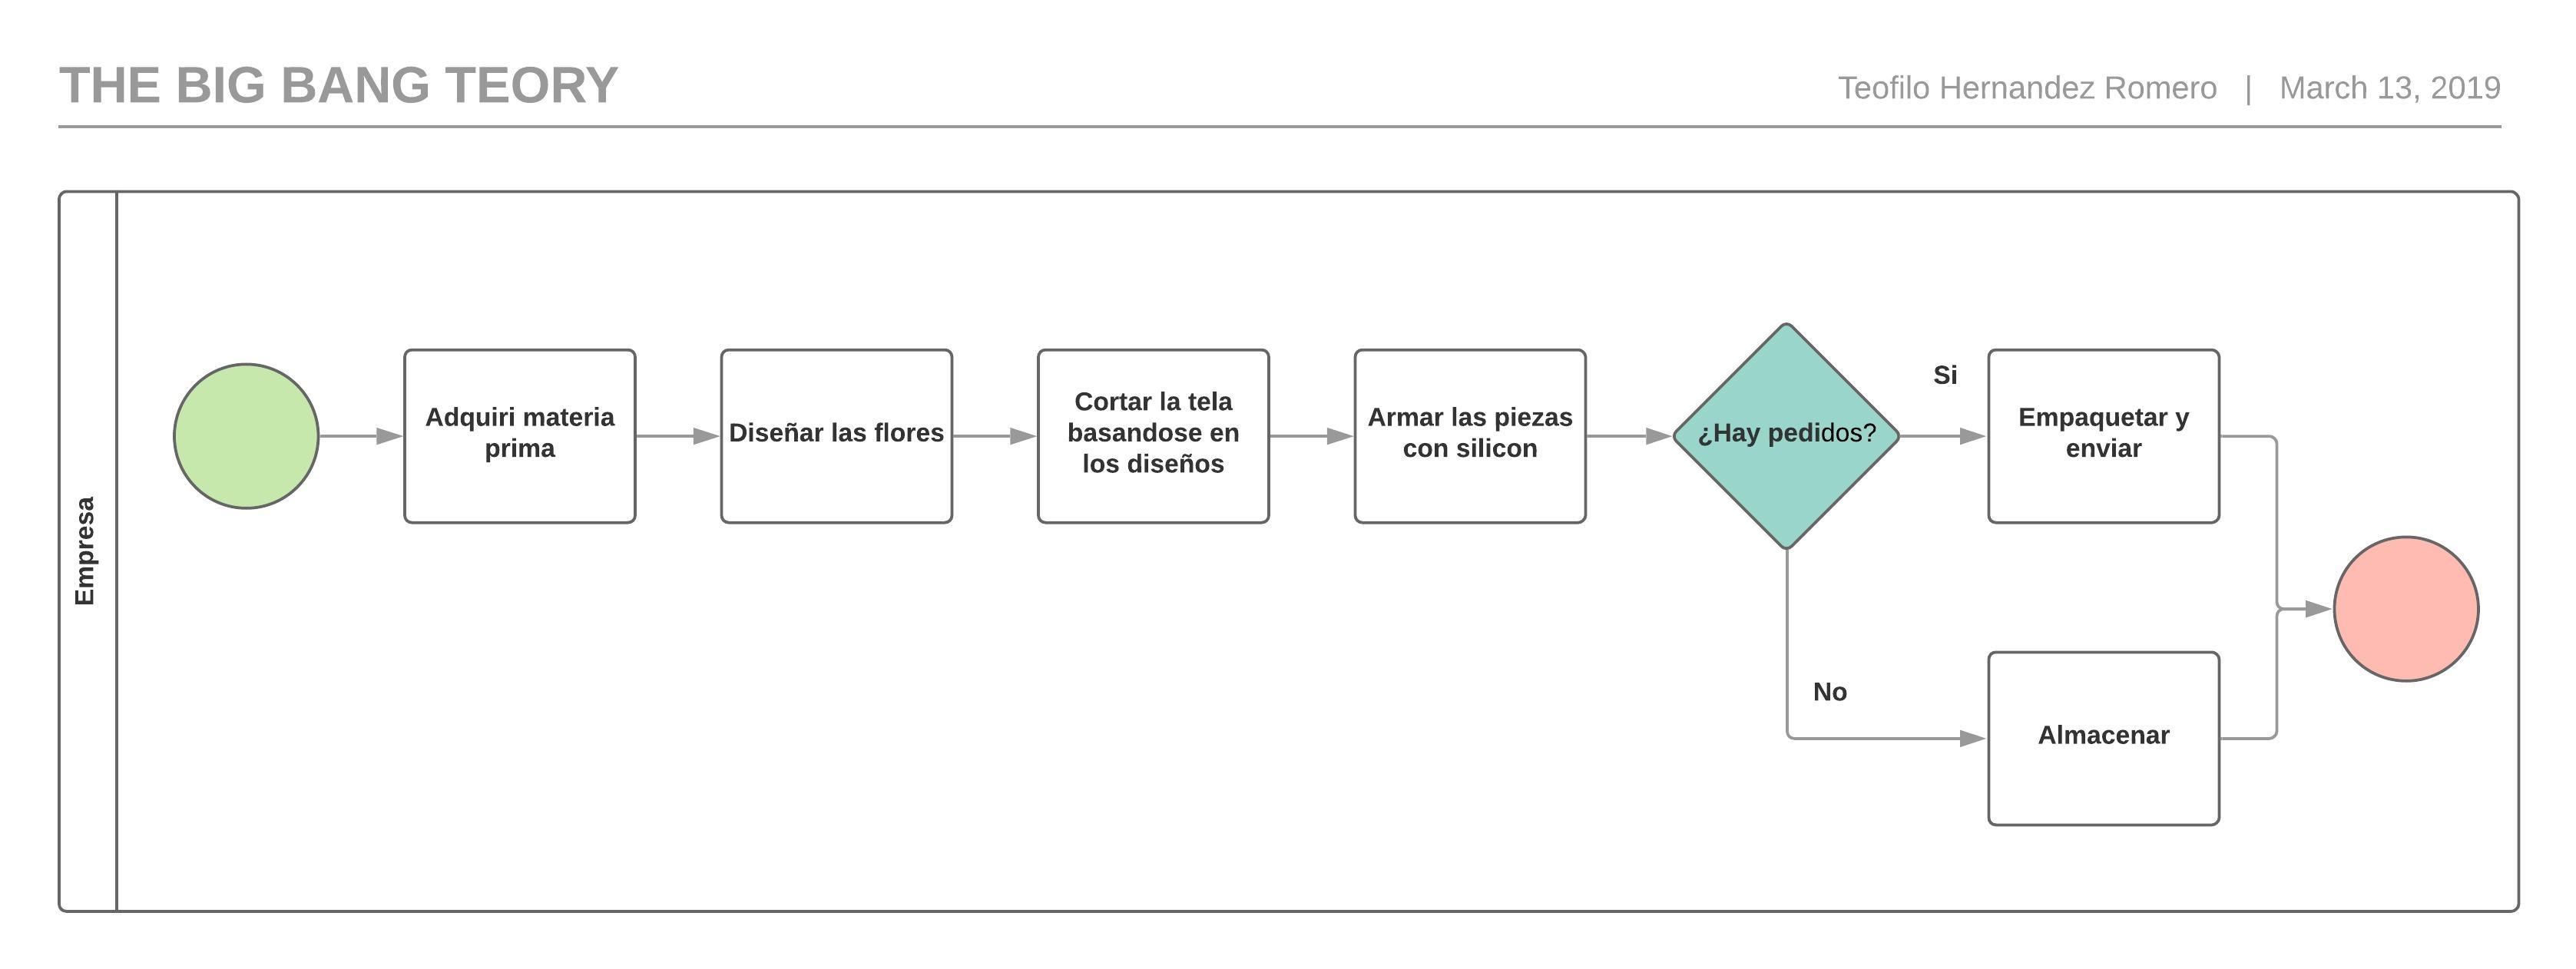 THE BIG BANG TEORY
Teofilo Hernandez Romero | March 13, 2019
Empresa
Adquiri materia
prima
Diseñar las flores
Cortar la tela
basandose en
los diseños
Armar las piezas
con silicon
¿Hay pedidos?
Si
Empaquetar y
enviar
No
Almacenar